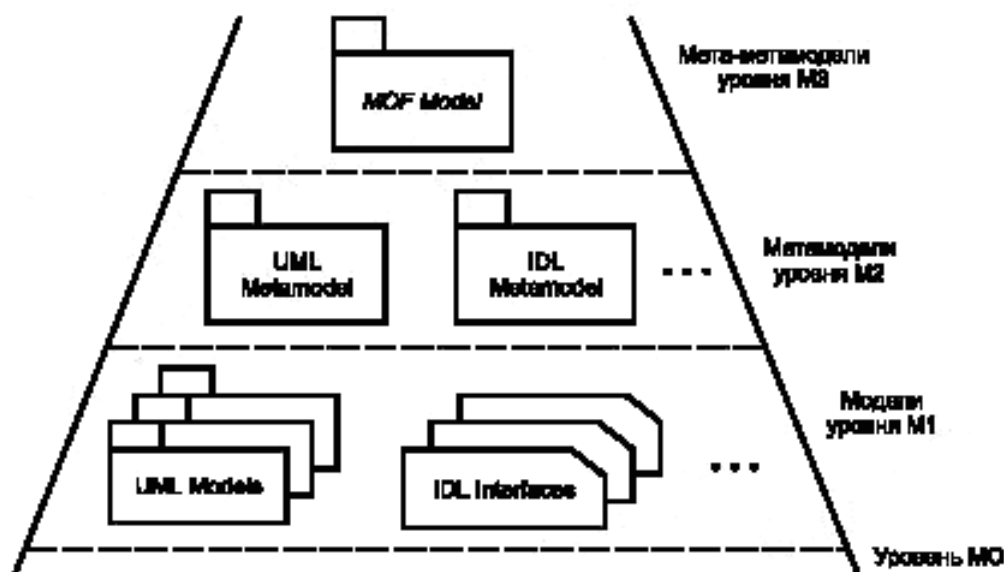 MOF Model
Мета-метамодели
уровня M3
UML
Metamodel
IDL
Metamodel
...
Метамодели
уровня M2
UML Models
IDL Interfaces
...
Модели
уровня M1
Уровень MO